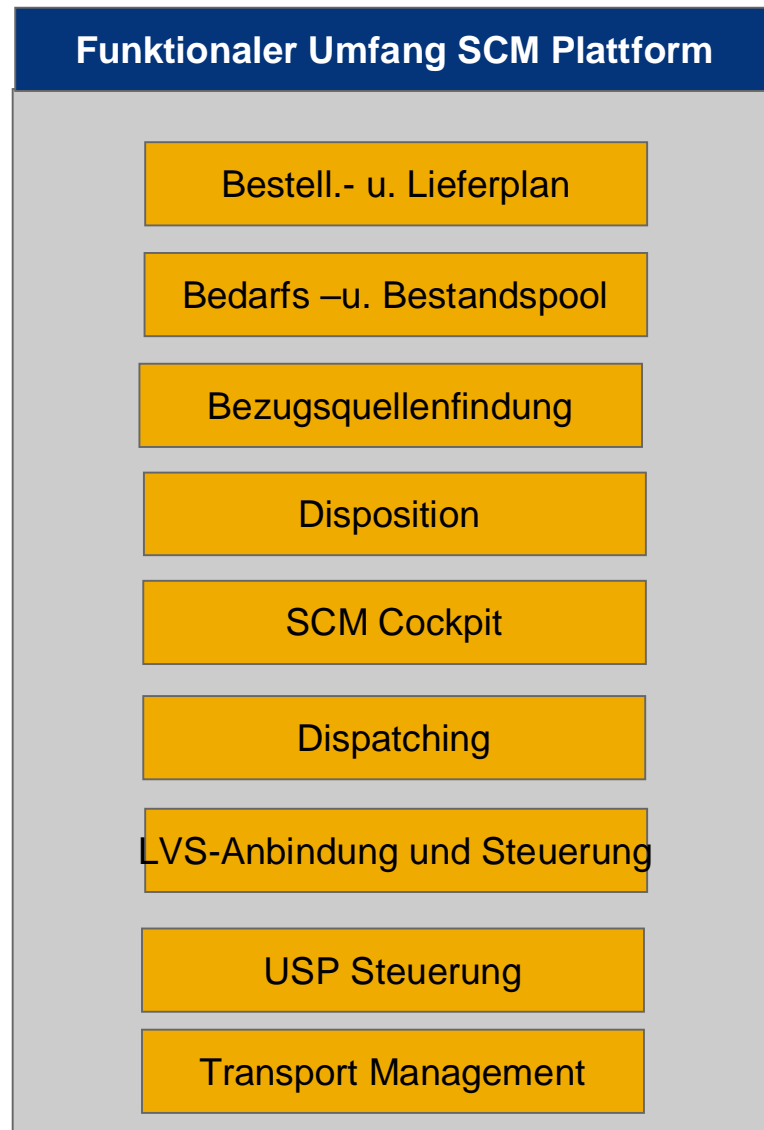 Funktionaler Umfang SCM Plattform
Bestell.- u. Lieferplan
Bedarfs –u. Bestandspool
Bezugsquellenfindung
Disposition
SCM Cockpit
Dispatching
LVS-Anbindung und Steuerung
USP Steuerung
Transport Management